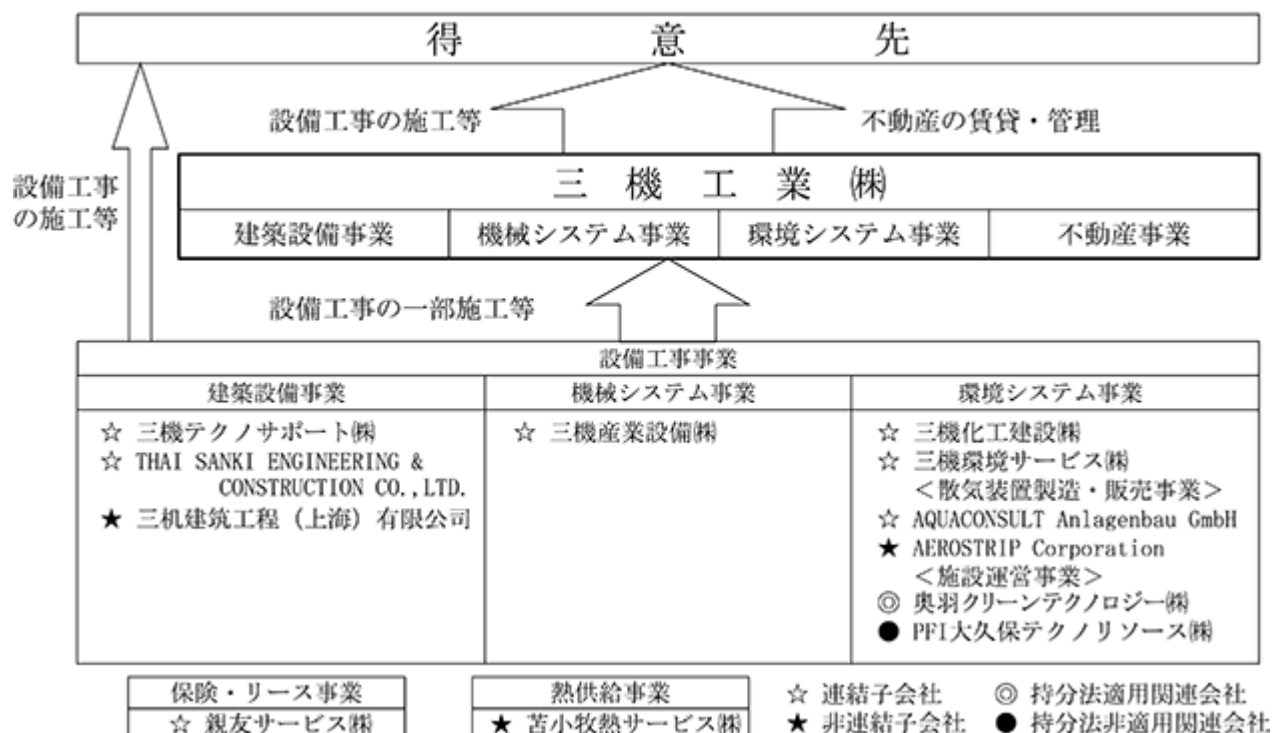 得意先
設備工事の施工等
不動産の賃貸・管理
設備工事
の施工等
三機工業㈱
建築設備事業
機械システム事業
環境システム事業
不動産事業
設備工事の一部施工等
設備工事事業
建築設備事業
☆ 三機テクノサポート㈱
☆ THAI SANKI ENGINEERING &
CONSTRUCTION CO.,LTD.
★ 三机建筑工程（上海）有限公司
機械システム事業
☆ 三機産業設備㈱
環境システム事業
☆ 三機化工建設㈱
☆ 三機環境サービス㈱
＜散気装置製造・販売事業＞
☆ AQUACONSULT Anlagenbau GmbH
★ AEROSTRIP Corporation
＜施設運営事業＞
◎ 奥羽クリーンテクノロジー㈱
● PFI大久保テクノリソース㈱
保険・リース事業
☆ 親友サービス㈱
熱供給事業
★ 苫小牧熱サービス㈱
☆ 連結子会社
◎ 持分法適用関連会社
★ 非連結子会社
● 持分法非適用関連会社